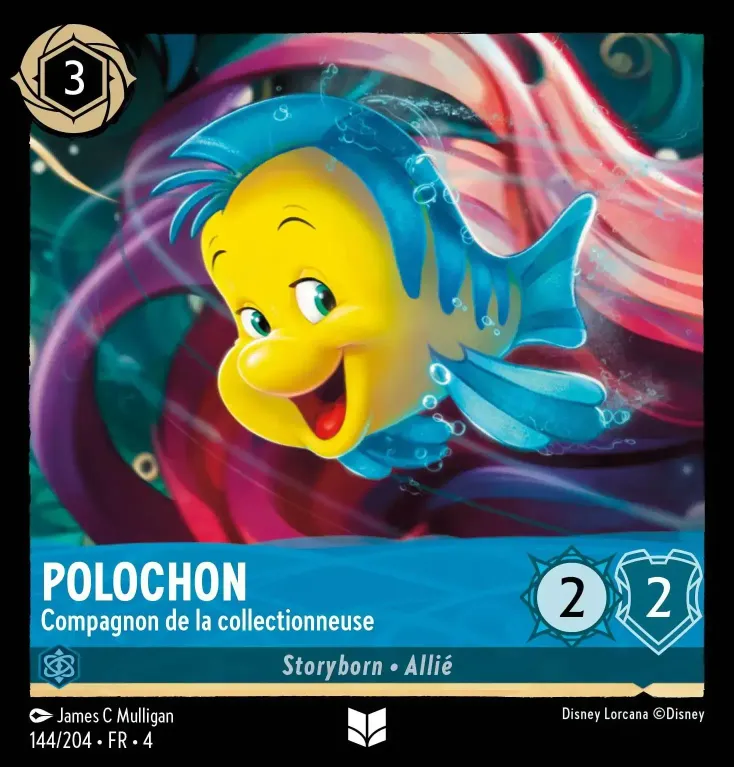 3
POLOCHON
Compagnon de la collectionneuse
2 2
Storyborn • Allié
James C Mulligan
Disney Lorcana ©Disney
144/204 • FR • 4